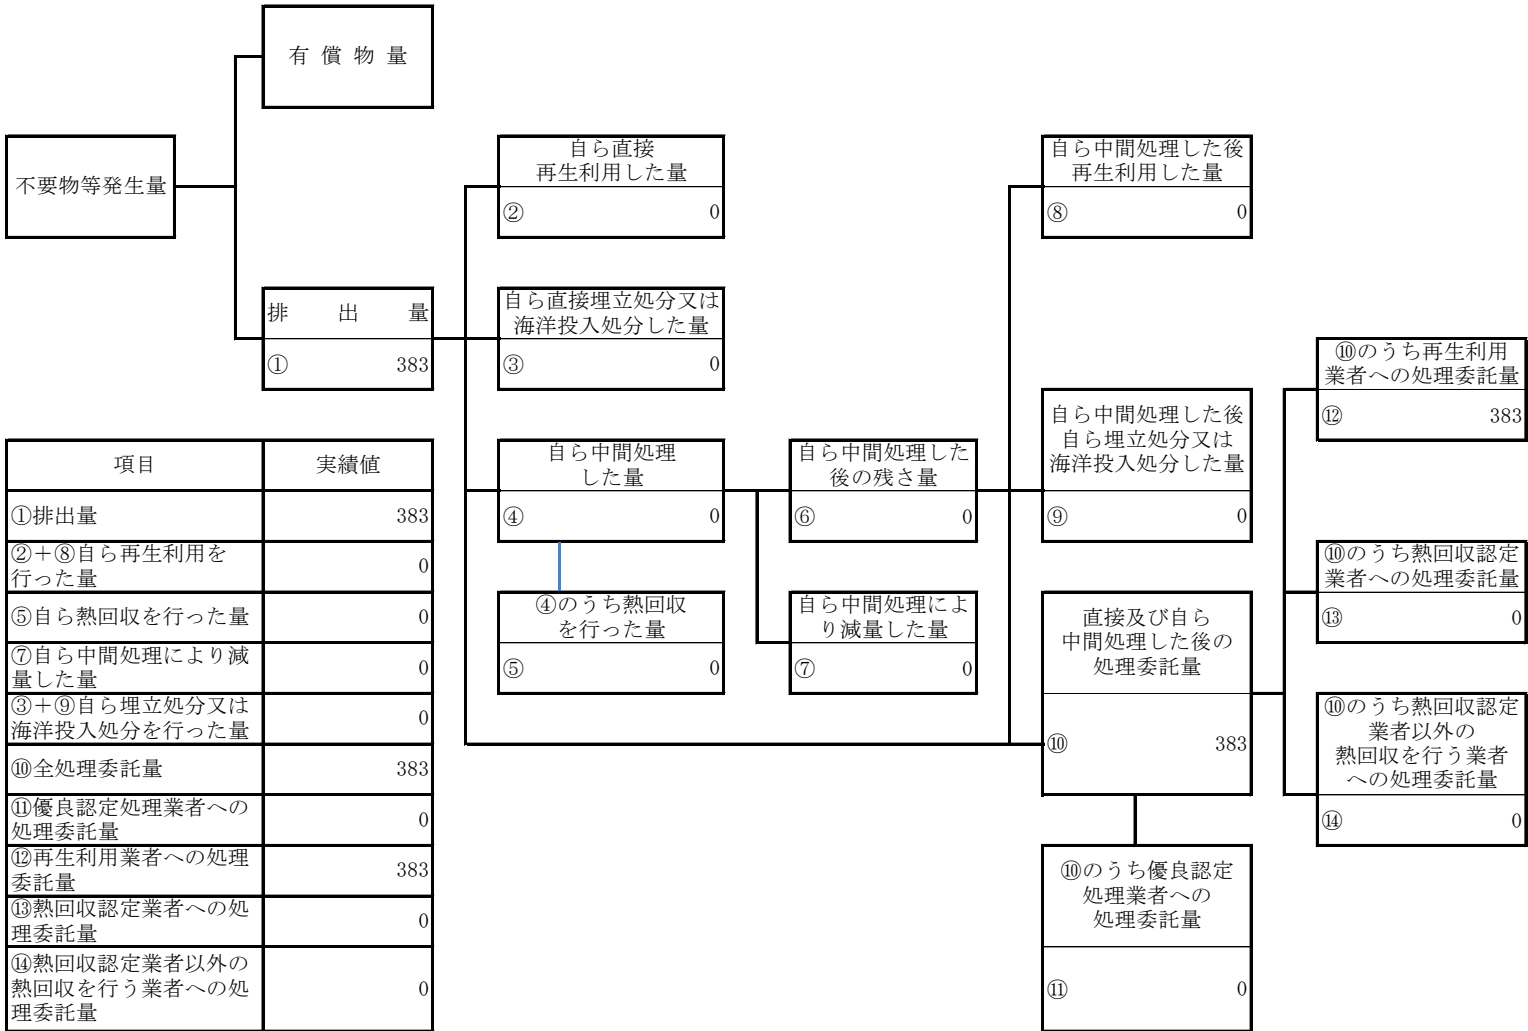 有償物量
不要物等発生量
排出量
① 383
自ら直接
再生利用した量
② 0
自ら直接埋立処分又は
海洋投入処分した量
③ 0
自ら中間処理
した量
④ 0
④のうち熱回収
を行った量
⑤ 0
自ら中間処理した
後の残さ量
⑥ 0
自ら中間処理によ
り減量した量
⑦ 0
自ら中間処理した後
再生利用した量
⑧ 0
自ら中間処理した後
自ら埋立処分又は
海洋投入処分した量
⑨ 0
直接及び自ら
中間処理した後の
処理委託量
⑩ 383
⑩のうち優良認定
処理業者への
処理委託量
⑪ 0
⑩のうち再生利用
業者への処理委託量
⑫ 383
⑩のうち熱回収認定
業者への処理委託量
⑬ 0
⑩のうち熱回収認定
業者以外の
熱回収を行う業者
への処理委託量
⑭ 0
項目 実績値
①排出量 383
②＋⑧自ら再生利用を
行った量 0
⑤自ら熱回収を行った量 0
⑦自ら中間処理により減
量した量 0
③＋⑨自ら埋立処分又は
海洋投入処分を行った量 0
⑩全処理委託量 383
⑪優良認定処理業者への
処理委託量 0
⑫再生利用業者への処理
委託量 383
⑬熱回収認定業者への処
理委託量 0
⑭熱回収認定業者以外の
熱回収を行う業者への処
理委託量 0